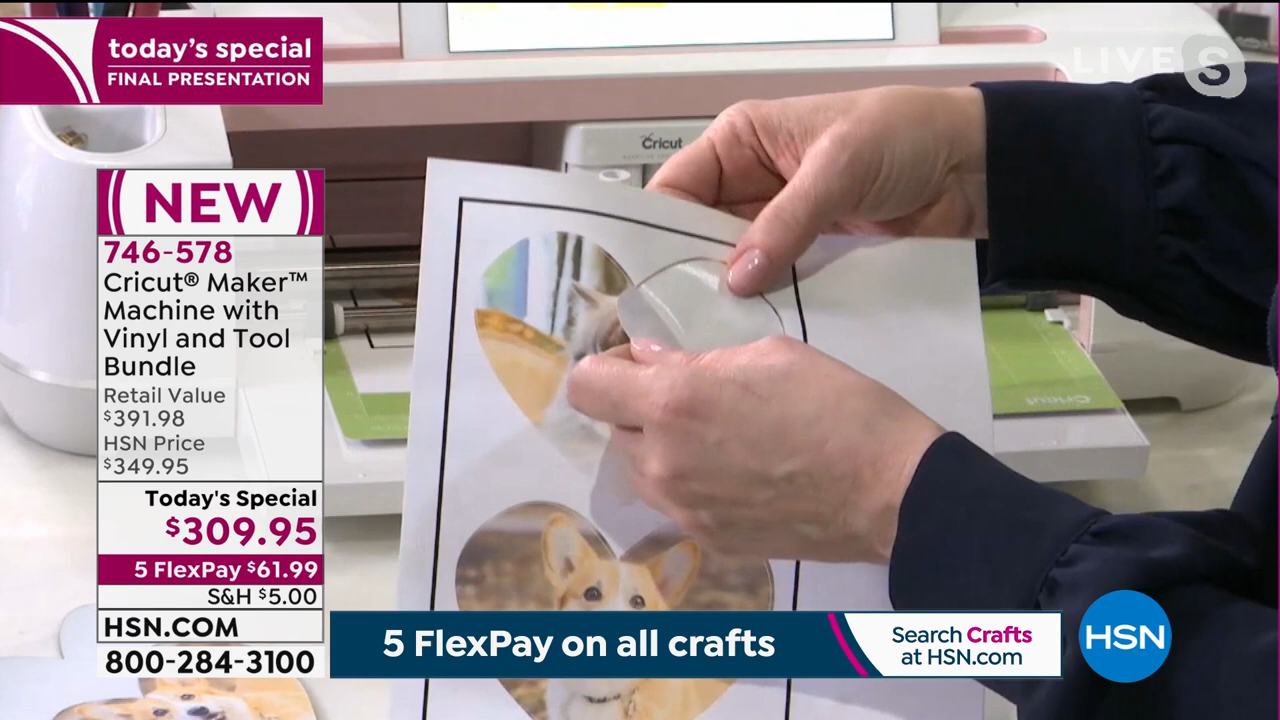 today's special
FINAL PRESENTATION
LIVE S
Cricut
NEW
746-578
Cricut® Maker™
Machine with
Vinyl and Tool
Bundle
Retail Value
$391.98
HSN Price
$349.95
Today's Special
$309.95
5 FlexPay $61.99
S&H $5.00
HSN.COM
800-284-3100
Cricut
5 FlexPay on all crafts
Search Crafts
at HSN.com
HSN